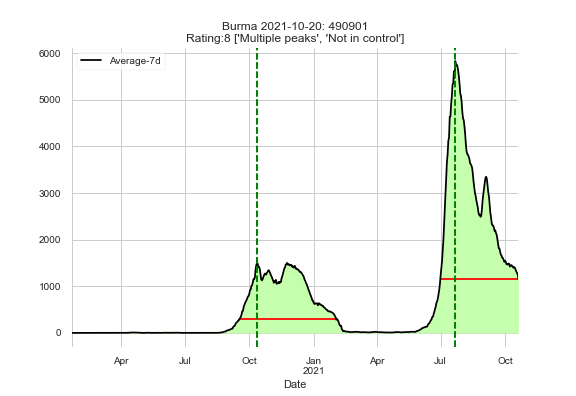 Burma 2021-10-20: 490901
Rating:8 ['Multiple peaks', 'Not in control']
Average-7d
6000
5000
4000
3000
2000
1000
0
Apr
Jul
Oct
Jan
2021
Apr
Jul
Oct
Date